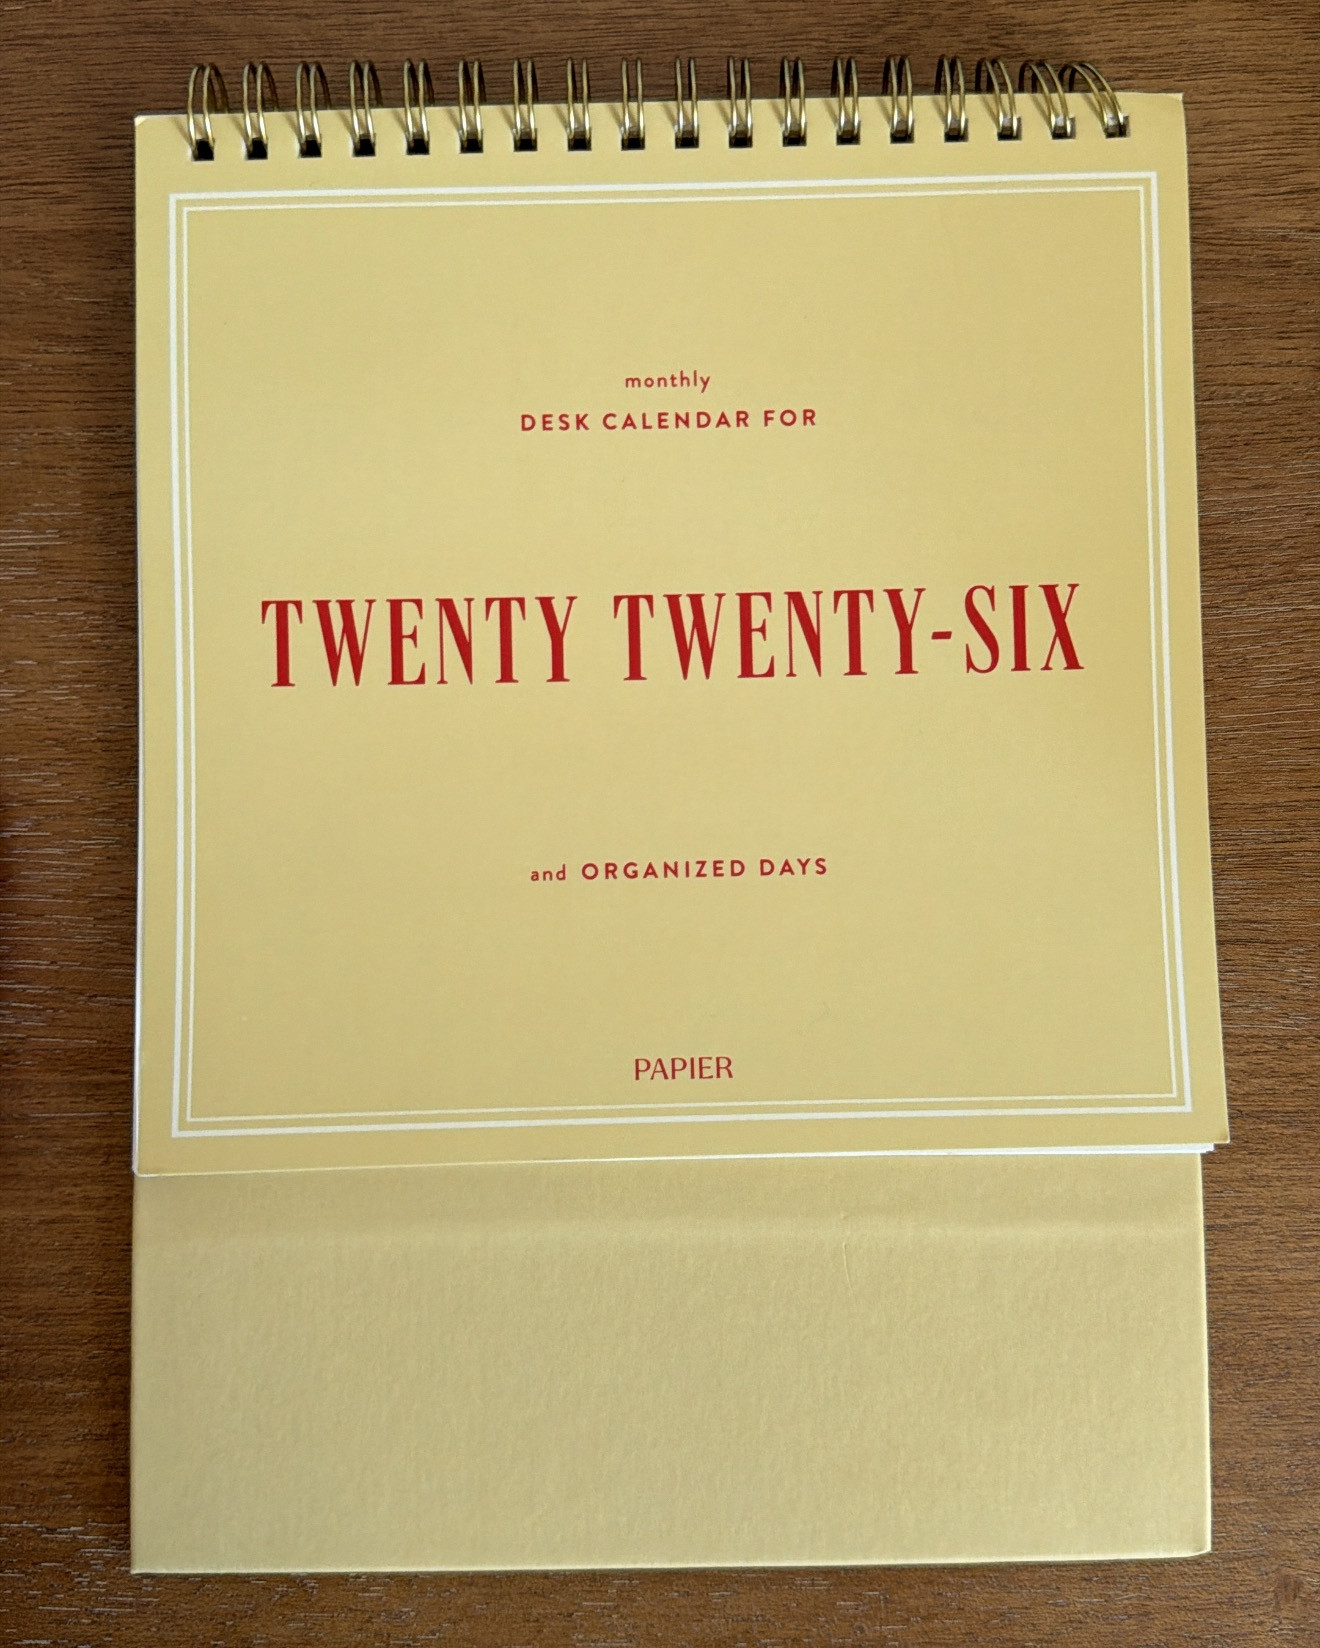 monthly
DESK CALENDAR FOR
TWENTY TWENTY-SIX
and ORGANIZED DAYS
PAPIER